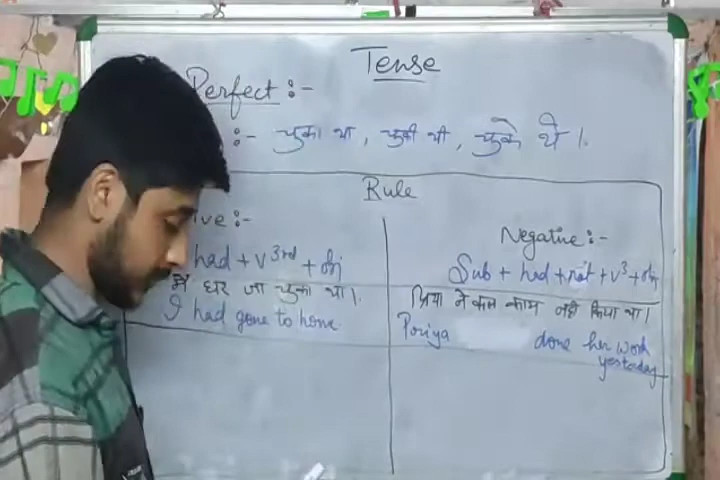 Tense
Perfect :-
:- चुका था , चुकी थी , चुके थे ।
Rule
ive :-
had + v3rd + obj
मैं घर जा चुका था ।
I had gone to home
Negative :-
Sub + had + not + v3 + obj
प्रिया ने कल काम नही किया था ।
Poriya done her work
yesterday